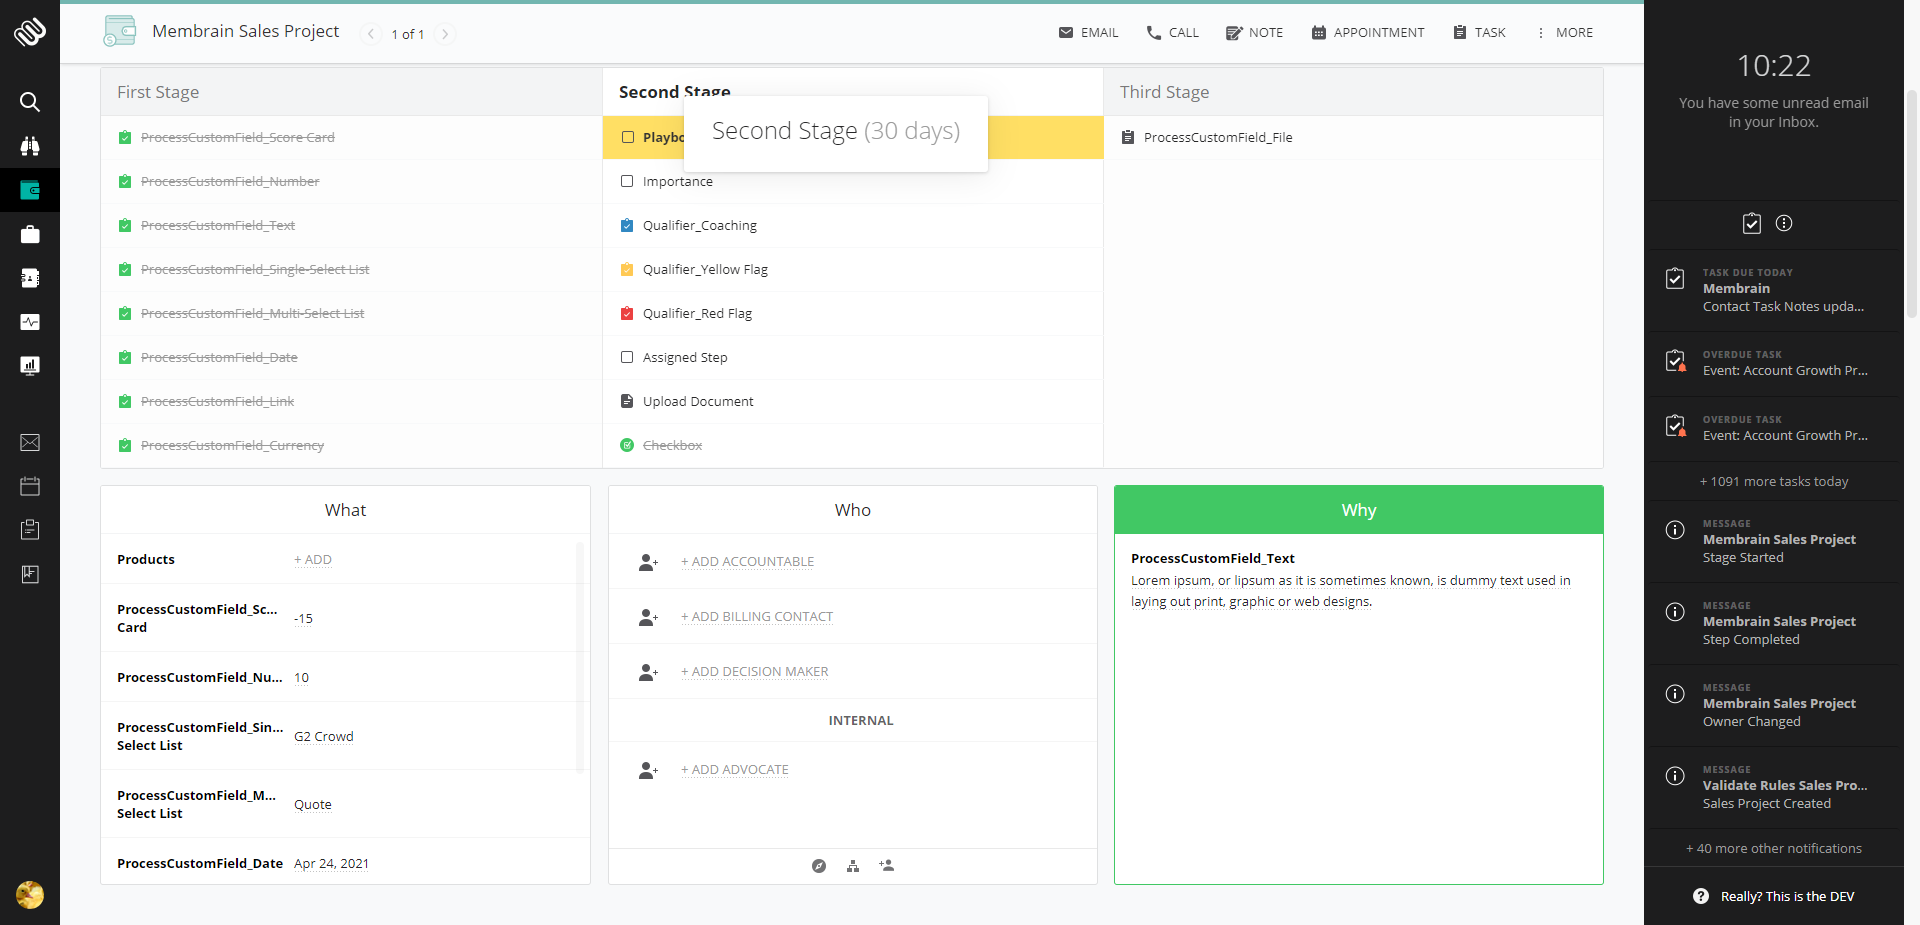 Membrain Sales Project
1 of 1
EMAIL
CALL
NOTE
APPOINTMENT
TASK
MORE
First Stage
ProcessCustomField_Score Card
ProcessCustomField_Number
ProcessCustomField_Text
ProcessCustomField_Single-Select List
ProcessCustomField_Multi-Select List
ProcessCustomField_Date
ProcessCustomField_Link
ProcessCustomField_Currency
Second Stage
Second Stage (30 days)
Importance
Qualifier_Coaching
Qualifier_Yellow Flag
Qualifier_Red Flag
Assigned Step
Upload Document
Checkbox
Third Stage
ProcessCustomField_File
What
Products + ADD
ProcessCustomField_Sc...
Card
-15
ProcessCustomField_Nu... 10
ProcessCustomField_Sin...
Select List
G2 Crowd
ProcessCustomField_M...
Select List
Quote
ProcessCustomField_Date Apr 24, 2021
Who
+ ADD ACCOUNTABLE
+ ADD BILLING CONTACT
+ ADD DECISION MAKER
INTERNAL
+ ADD ADVOCATE
Why
ProcessCustomField_Text
Lorem ipsum, or lipsum as it is sometimes known, is dummy text used in
laying out print, graphic or web designs.
10:22
You have some unread email
in your Inbox.
TASK DUE TODAY
Membrain
Contact Task Notes upda...
OVERDUE TASK
Event: Account Growth Pr...
OVERDUE TASK
Event: Account Growth Pr...
+ 1091 more tasks today
MESSAGE
Membrain Sales Project
Stage Started
MESSAGE
Membrain Sales Project
Step Completed
MESSAGE
Membrain Sales Project
Owner Changed
MESSAGE
Validate Rules Sales Pro...
Sales Project Created
+ 40 more other notifications
Really? This is the DEV